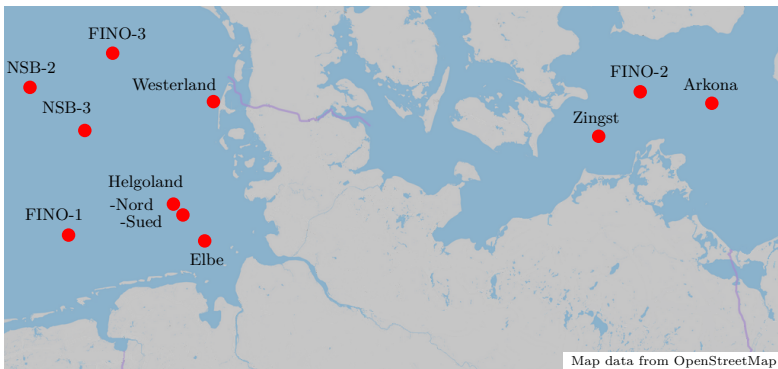 FINO-3
NSB-2
Westerland
NSB-3
FINO-2
Arkona
Zingst
Helgoland
-Nord
-Sued
FINO-1
Elbe
Map data from OpenStreetMap